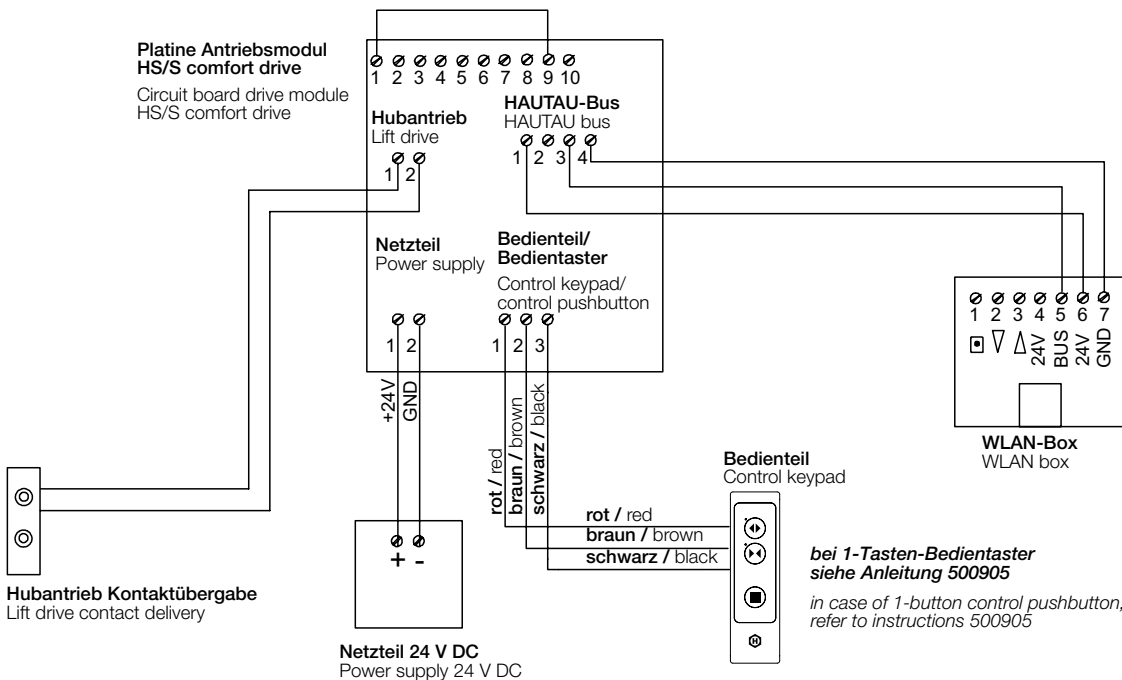 Platine Antriebsmodul
HS/S comfort drive
Circuit board drive module
HS/S comfort drive
1 2 3 4 5 6 7 8 9 10
Hubantrieb
Lift drive
1 2
HAUTAU-Bus
HAUTAU bus
1 2 3 4
Netzteil
Power supply
1 2
+24V
GND
Bedienteil/
Bedientaster
Control keypad/
control pushbutton
1 2 3
rot / red
braun / brown
schwarz / black
1 2 3 4 5 6 7
24V
BUS
24V
GND
WLAN-Box
WLAN box
Bedienteil
Control keypad
rot / red
braun / brown
schwarz / black
H
bei 1-Tasten-Bedientaster
siehe Anleitung 500905
in case of 1-button control pushbutton,
refer to instructions 500905
Hubantrieb Kontaktübergabe
Lift drive contact delivery
+ -
Netzteil 24 V DC
Power supply 24 V DC